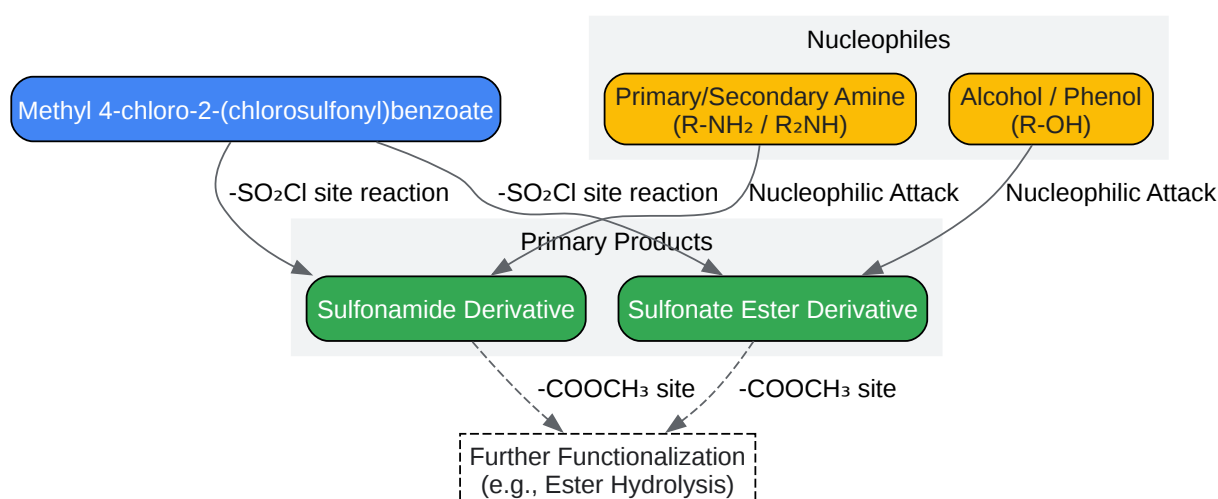 Nucleophiles
Methyl 4-chloro-2-(chlorosulfonyl)benzoate
Primary/Secondary Amine
(R-NH₂ / R₂NH)
Alcohol / Phenol
(R-OH)
-SO₂Cl site reaction
-SO₂Cl site reaction
Nucleophilic Attack
Nucleophilic Attack
Primary Products
Sulfonamide Derivative
Sulfonate Ester Derivative
-COOCH₃ site
-COOCH₃ site
Further Functionalization
(e.g., Ester Hydrolysis)